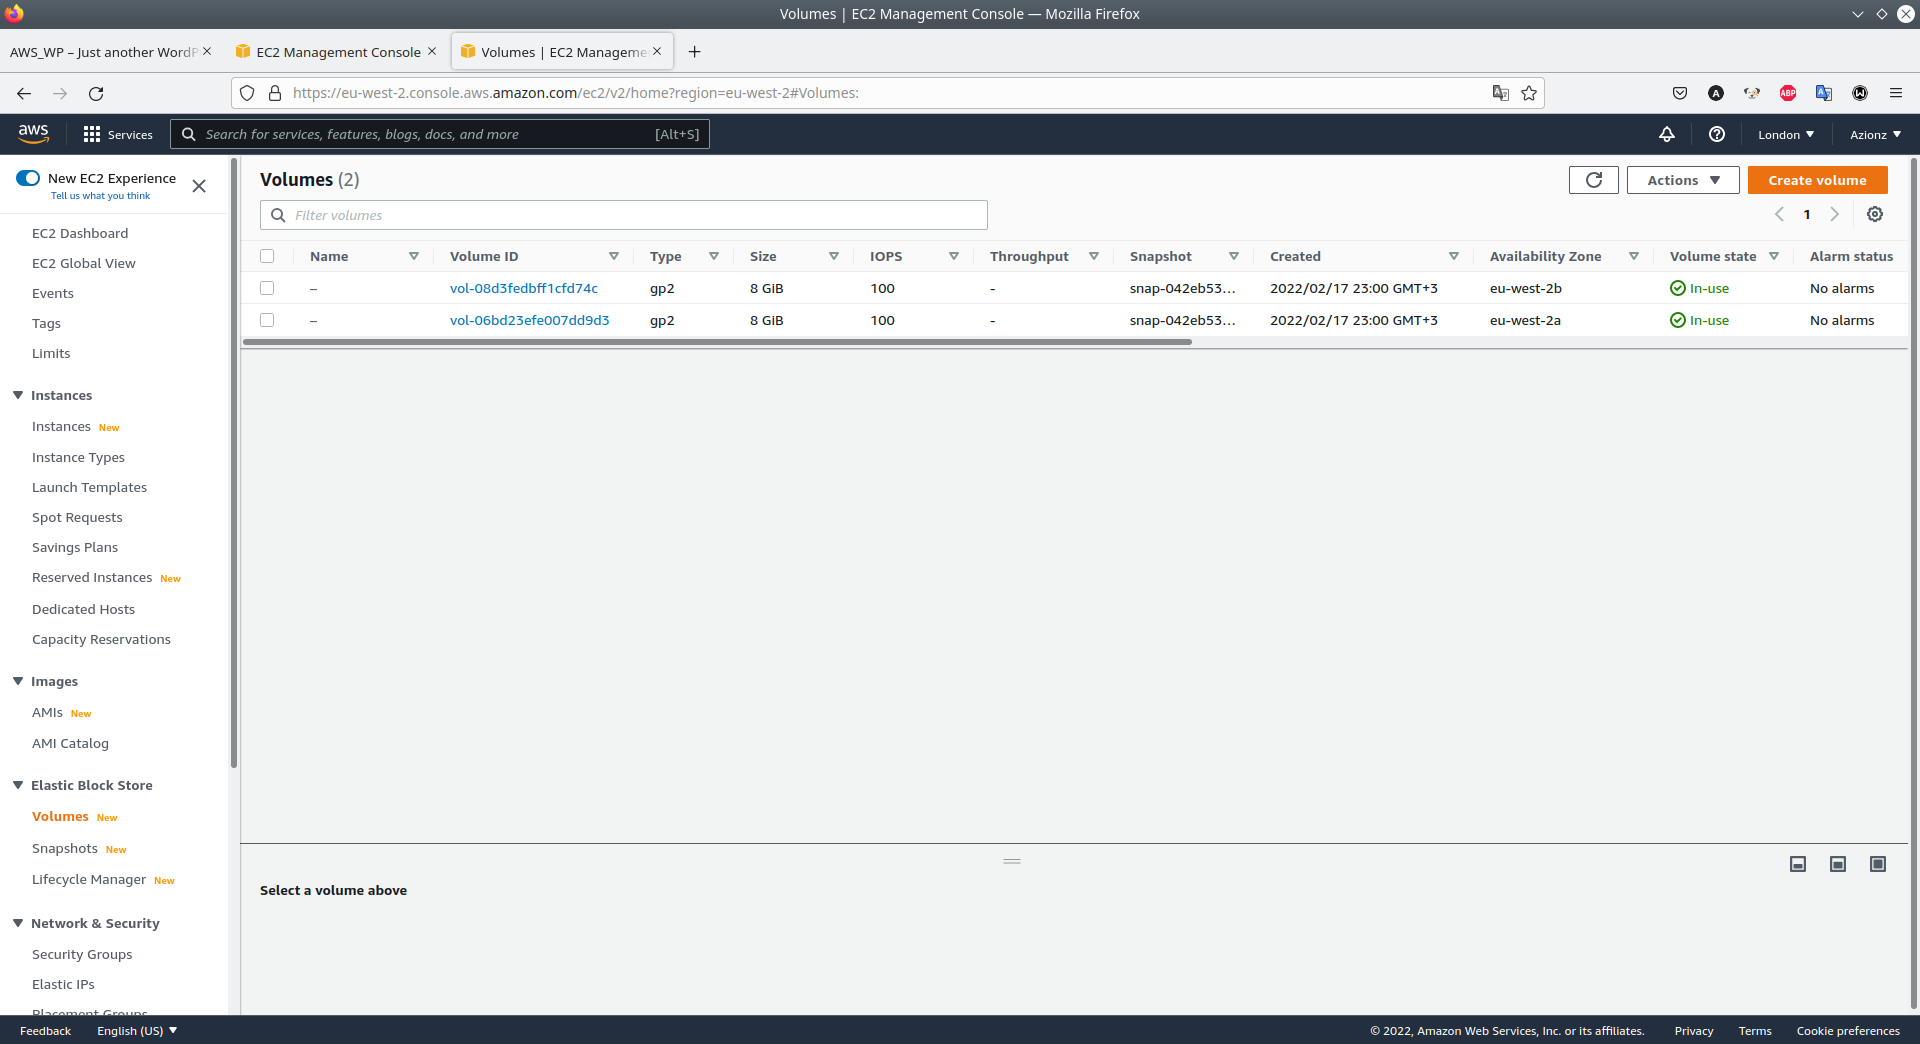 Volumes | EC2 Management Console — Mozilla Firefox
AWS_WP – Just another WordP
EC2 Management Console
Volumes | EC2 Manageme
https://eu-west-2.console.aws.amazon.com/ec2/v2/home?region=eu-west-2#Volumes:
A
ABP
aws
Services
Search for services, features, blogs, docs, and more
[Alt+S]
London
Azionz
New EC2 Experience
Tell us what you think
EC2 Dashboard
EC2 Global View
Events
Tags
Limits
Instances
Instances New
Instance Types
Launch Templates
Spot Requests
Savings Plans
Reserved Instances New
Dedicated Hosts
Capacity Reservations
Images
AMIs New
AMI Catalog
Elastic Block Store
Volumes New
Snapshots New
Lifecycle Manager New
Network & Security
Security Groups
Elastic IPs
Placement Groups
Volumes (2)
Actions
Create volume
Filter volumes
1
Name Volume ID Type Size IOPS Throughput Snapshot Created Availability Zone Volume state Alarm status
– vol-08d3fedbff1cfd74c gp2 8 GiB 100 - snap-042eb53... 2022/02/17 23:00 GMT+3 eu-west-2b In-use No alarms
– vol-06bd23efe007dd9d3 gp2 8 GiB 100 - snap-042eb53... 2022/02/17 23:00 GMT+3 eu-west-2a In-use No alarms
Select a volume above
Feedback
English (US)
© 2022, Amazon Web Services, Inc. or its affiliates.
Privacy
Terms
Cookie preferences